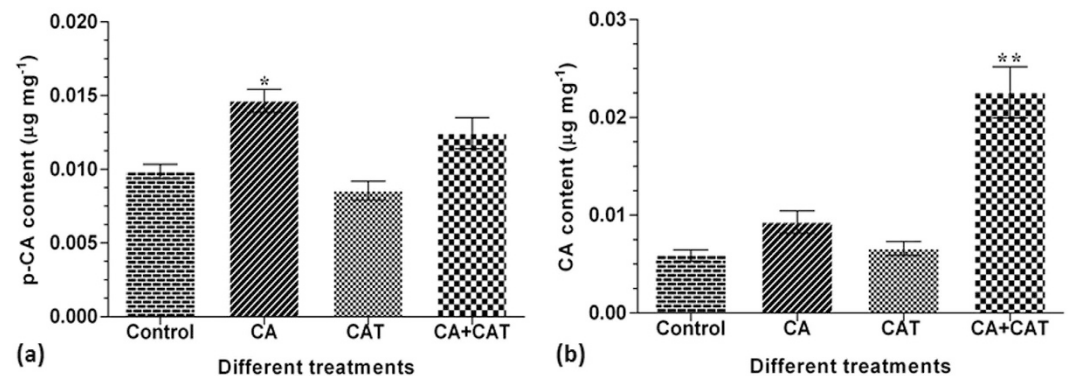 p-CA content (µg mg-1)
0.020
0.015
0.010
0.005
0.000
*
Control CA CAT CA+CAT
(a) Different treatments
CA content (µg mg-1)
0.03
0.02
0.01
0.00
**
Control CA CAT CA+CAT
(b) Different treatments